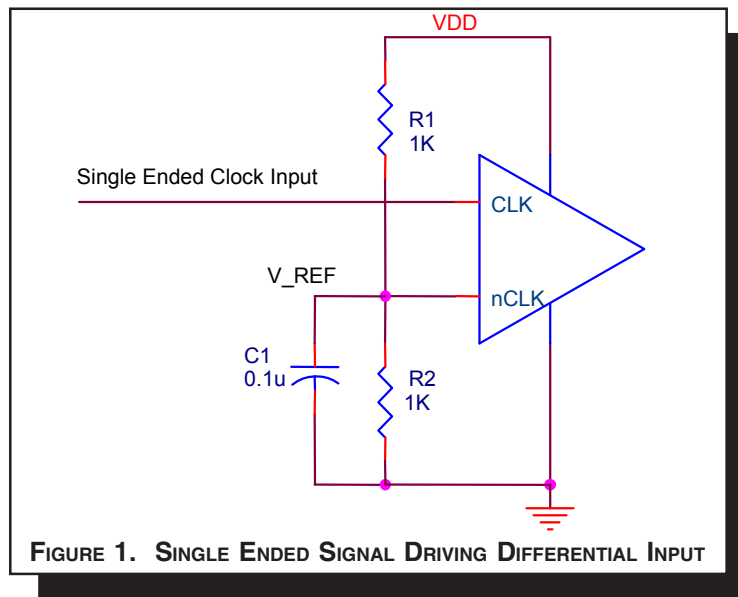 VDD
R1
1K
Single Ended Clock Input
CLK
V_REF
nCLK
C1
0.1u
R2
1K
FIGURE 1. SINGLE ENDED SIGNAL DRIVING DIFFERENTIAL INPUT